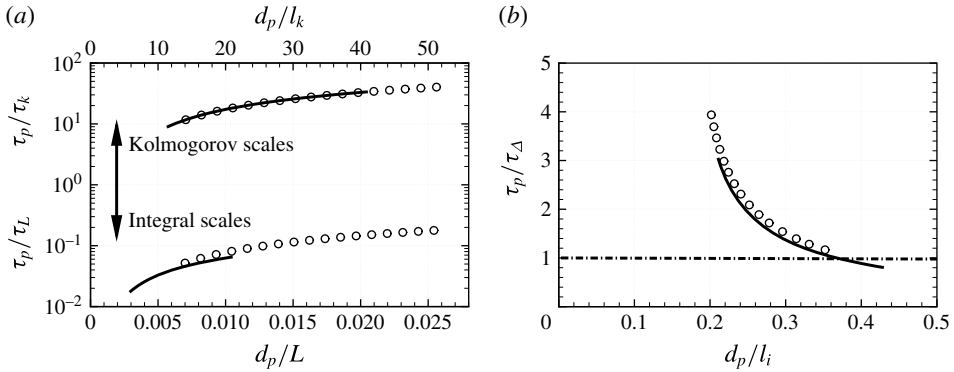 (a)
d_p/l_k
0 10 20 30 40 50
10^2
10^1
10^0
10^{-1}
10^{-2}
τ_p/τ_k
τ_p/τ_L
Kolmogorov scales
Integral scales
0 0.005 0.010 0.015 0.020 0.025
d_p/L
(b)
5
4
3
2
1
τ_p/τ_Δ
0 0.1 0.2 0.3 0.4 0.5
d_p/l_i